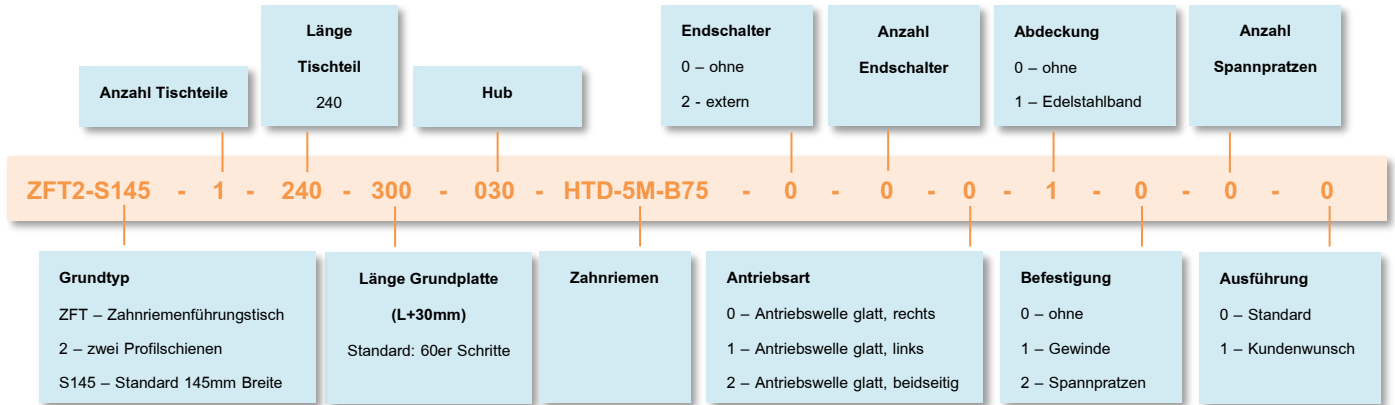 Anzahl Tischteile
Länge
Tischteil
240
Hub
Endschalter
0 – ohne
2 - extern
Anzahl
Endschalter
Abdeckung
0 – ohne
1 – Edelstahlband
Anzahl
Spannpratzen
ZFT2-S145 - 1 - 240 - 300 - 030 - HTD-5M-B75 - 0 - 0 - 0 - 1 - 0 - 0 - 0
Grundtyp
ZFT – Zahnriemenführungstisch
2 – zwei Profilschienen
S145 – Standard 145mm Breite
Länge Grundplatte
(L+30mm)
Standard: 60er Schritte
Zahnriemen
Antriebsart
0 – Antriebswelle glatt, rechts
1 – Antriebswelle glatt, links
2 – Antriebswelle glatt, beidseitig
Befestigung
0 – ohne
1 – Gewinde
2 – Spannpratzen
Ausführung
0 – Standard
1 – Kundenwunsch